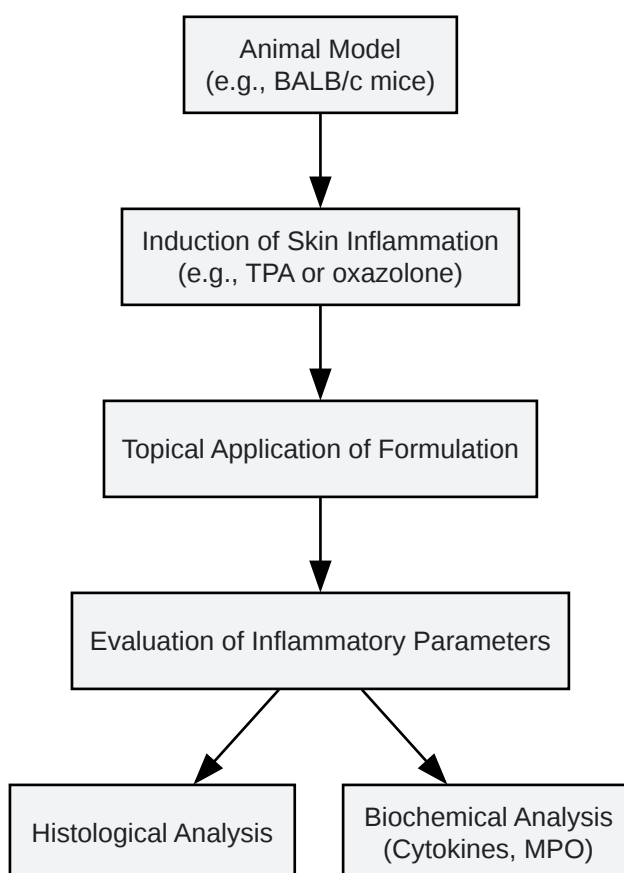 Animal Model
(e.g., BALB/c mice)
Induction of Skin Inflammation
(e.g., TPA or oxazolone)
Topical Application of Formulation
Evaluation of Inflammatory Parameters
Histological Analysis
Biochemical Analysis
(Cytokines, MPO)